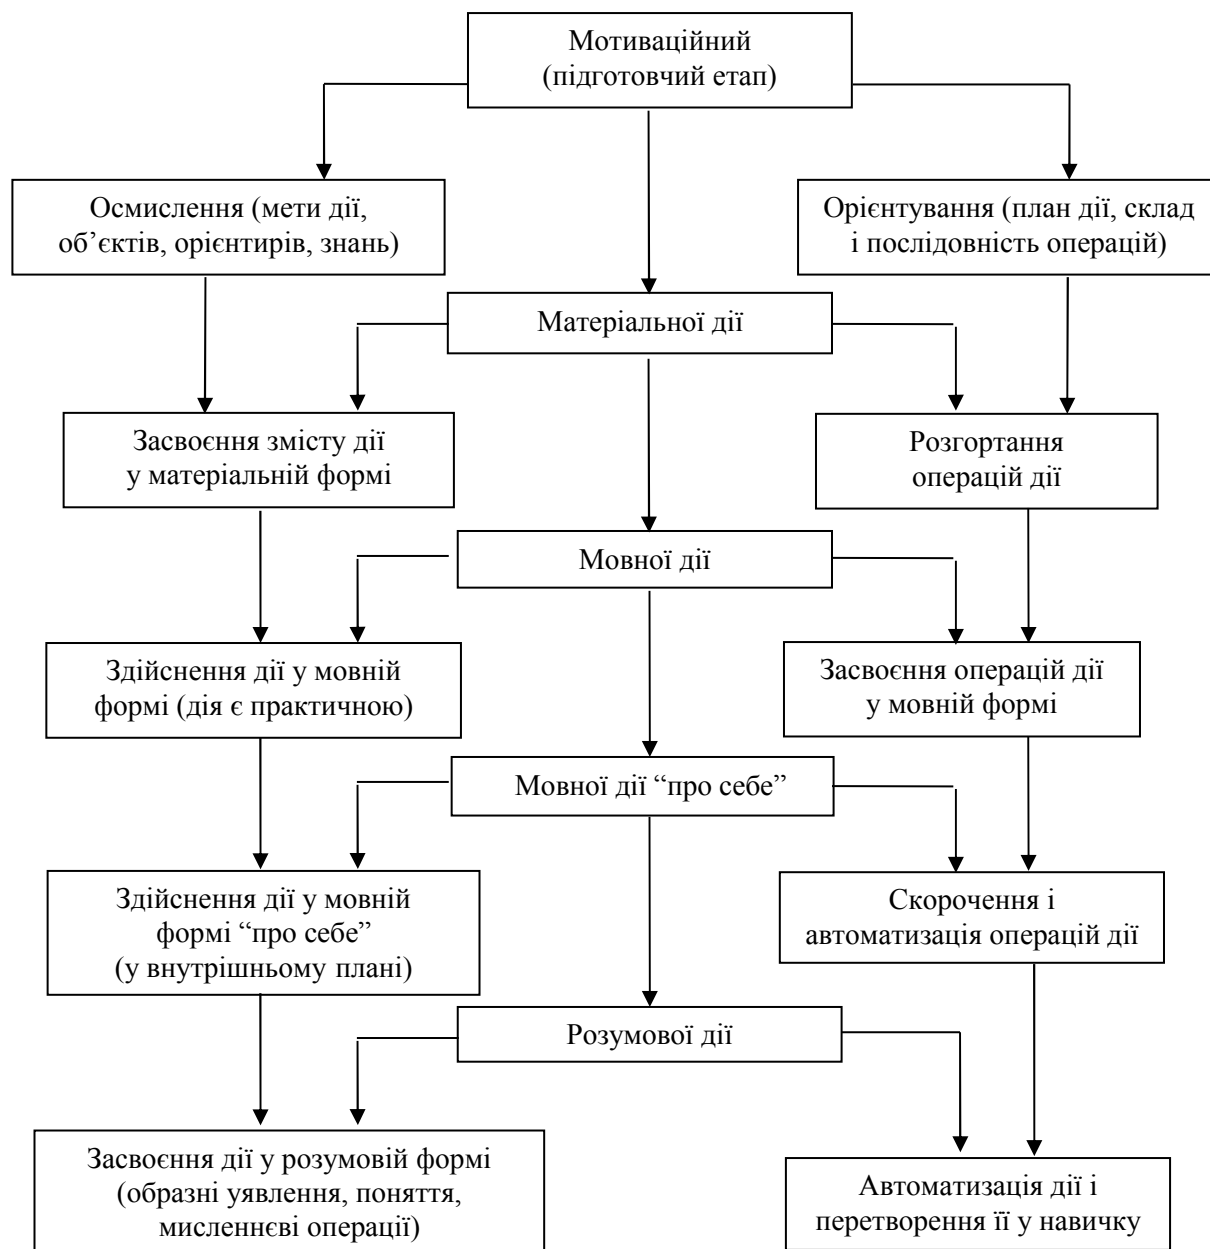 Мотиваційний
(підготовчий етап)
Осмислення (мети дії,
об’єктів, орієнтирів, знань)
Орієнтування (план дії, склад
і послідовність операцій)
Матеріальної дії
Засвоєння змісту дії
у матеріальній формі
Розгортання
операцій дії
Мовної дії
Здійснення дії у мовній
формі (дія є практичною)
Засвоєння операцій дії
у мовній формі
Мовної дії “про себе”
Здійснення дії у мовній
формі “про себе”
(у внутрішньому плані)
Скорочення і
автоматизація операцій дії
Розумової дії
Засвоєння дії у розумовій формі
(образні уявлення, поняття,
мисленнєві операції)
Автоматизація дії і
перетворення її у навичку